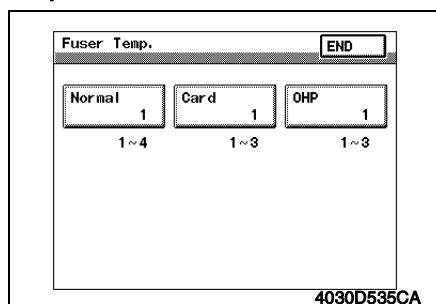 Fuser Temp. END
Normal Card OHP
1 1 1
1~4 1~3 1~3
4030D535CA